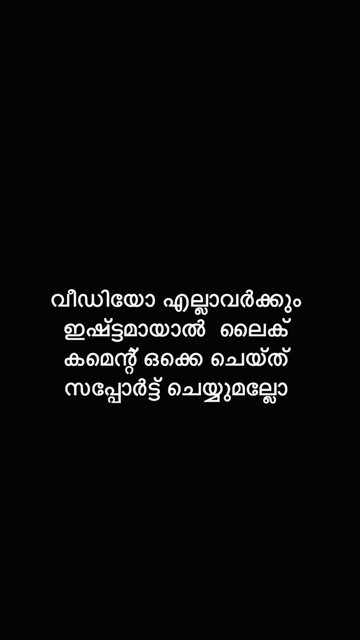 വീഡിയോ എല്ലാവർക്കും
ഇഷ്ട്ടമായാൽ ലൈക്
കമെന്റ് ഒക്കെ ചെയ്ത്
സപ്പോർട്ട് ചെയ്യുമല്ലോ